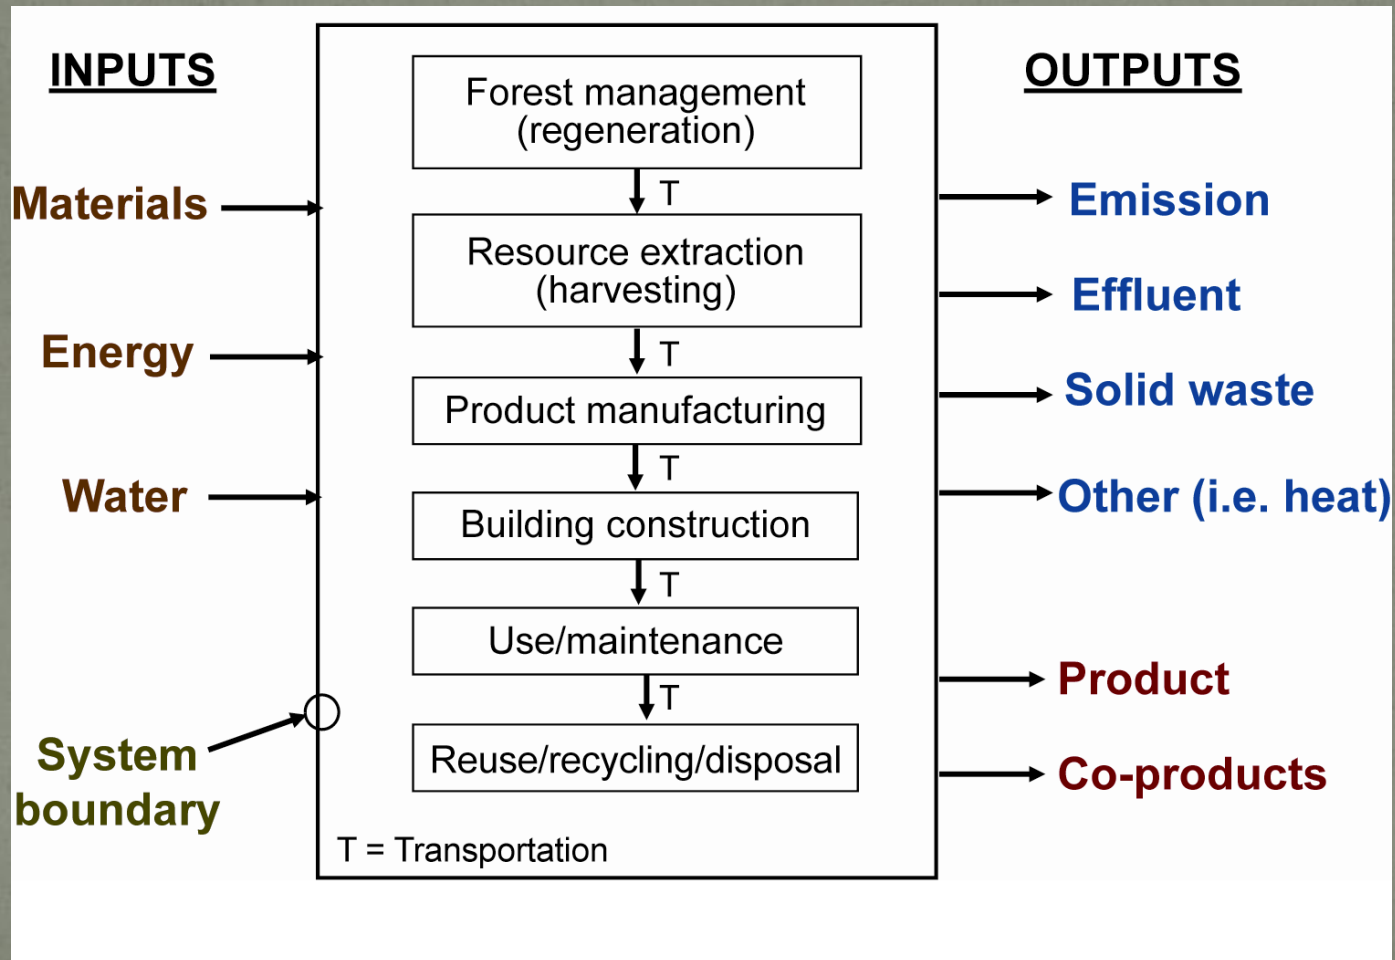 INPUTS
Materials
Energy
Water
System
boundary
Forest management
(regeneration)
T
Resource extraction
(harvesting)
T
Product manufacturing
T
Building construction
T
Use/maintenance
T
Reuse/recycling/disposal
T = Transportation
OUTPUTS
Emission
Effluent
Solid waste
Other (i.e. heat)
Product
Co-products